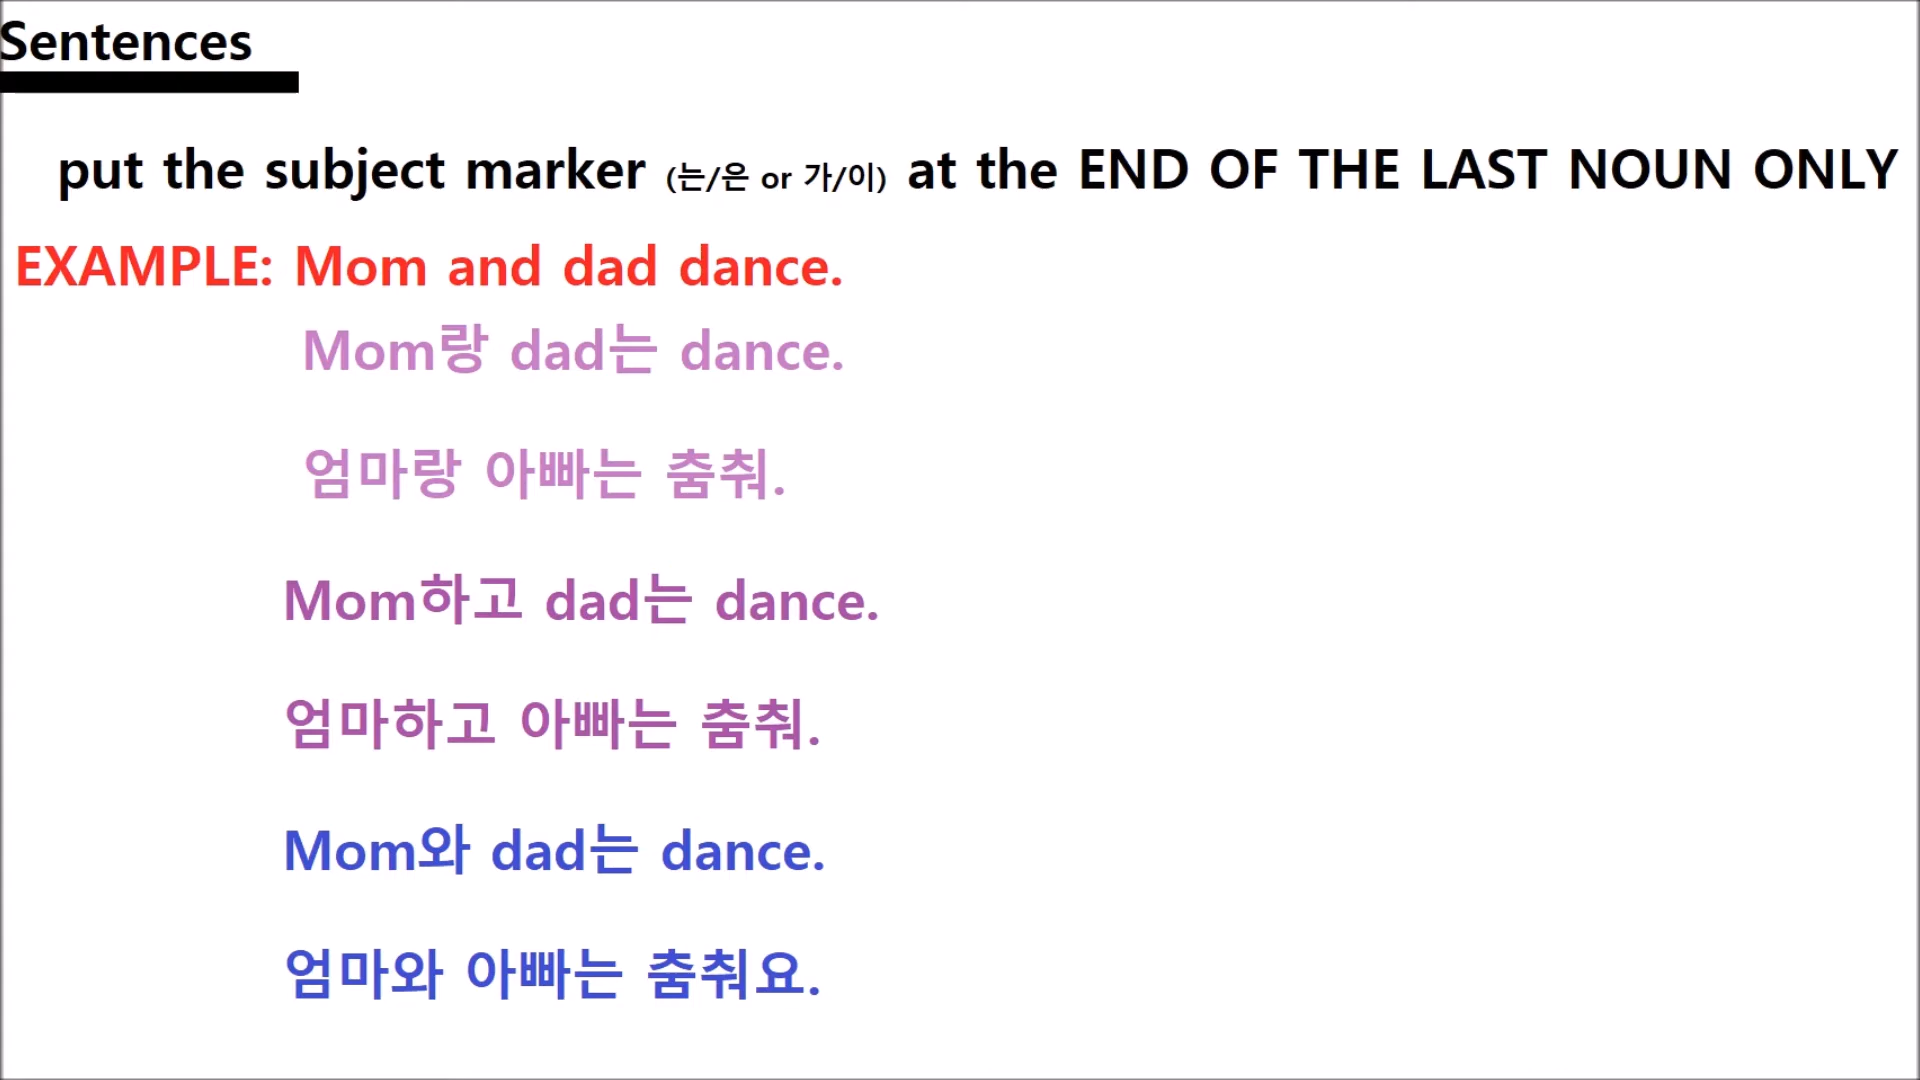 Sentences
put the subject marker (는/은 or 가/이) at the END OF THE LAST NOUN ONLY
EXAMPLE: Mom and dad dance.
Mom랑 dad는 dance.
엄마랑 아빠는 춤춰.
Mom하고 dad는 dance.
엄마하고 아빠는 춤춰.
Mom와 dad는 dance.
엄마와 아빠는 춤춰요.